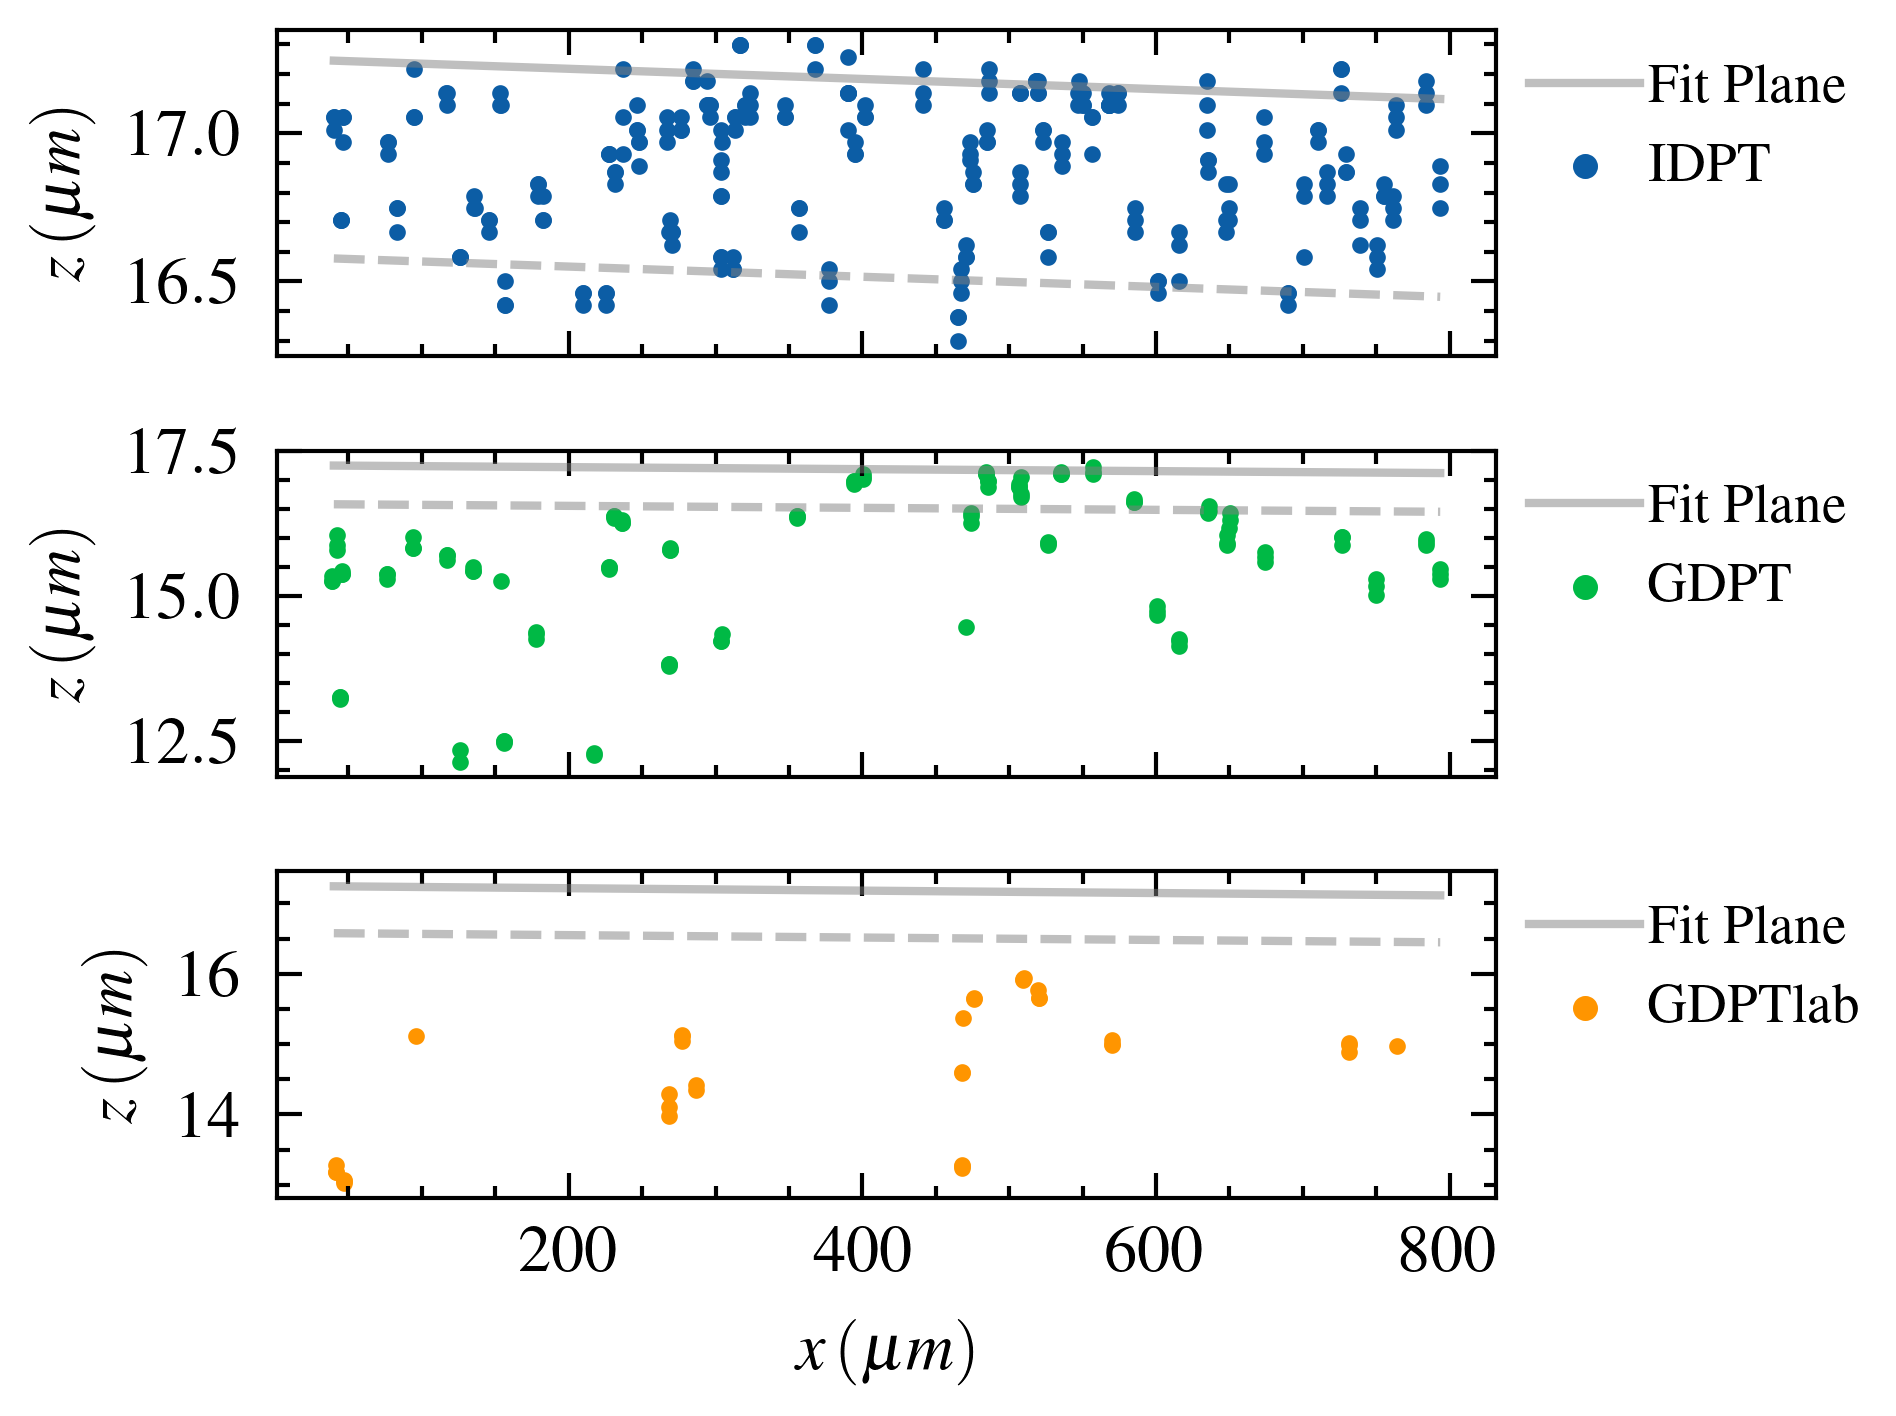 z (μm)
17.0
16.5
Fit Plane
IDPT
z (μm)
17.5
15.0
12.5
Fit Plane
GDPT
z (μm)
16
14
Fit Plane
GDPTlab
200 400 600 800
x (μm)